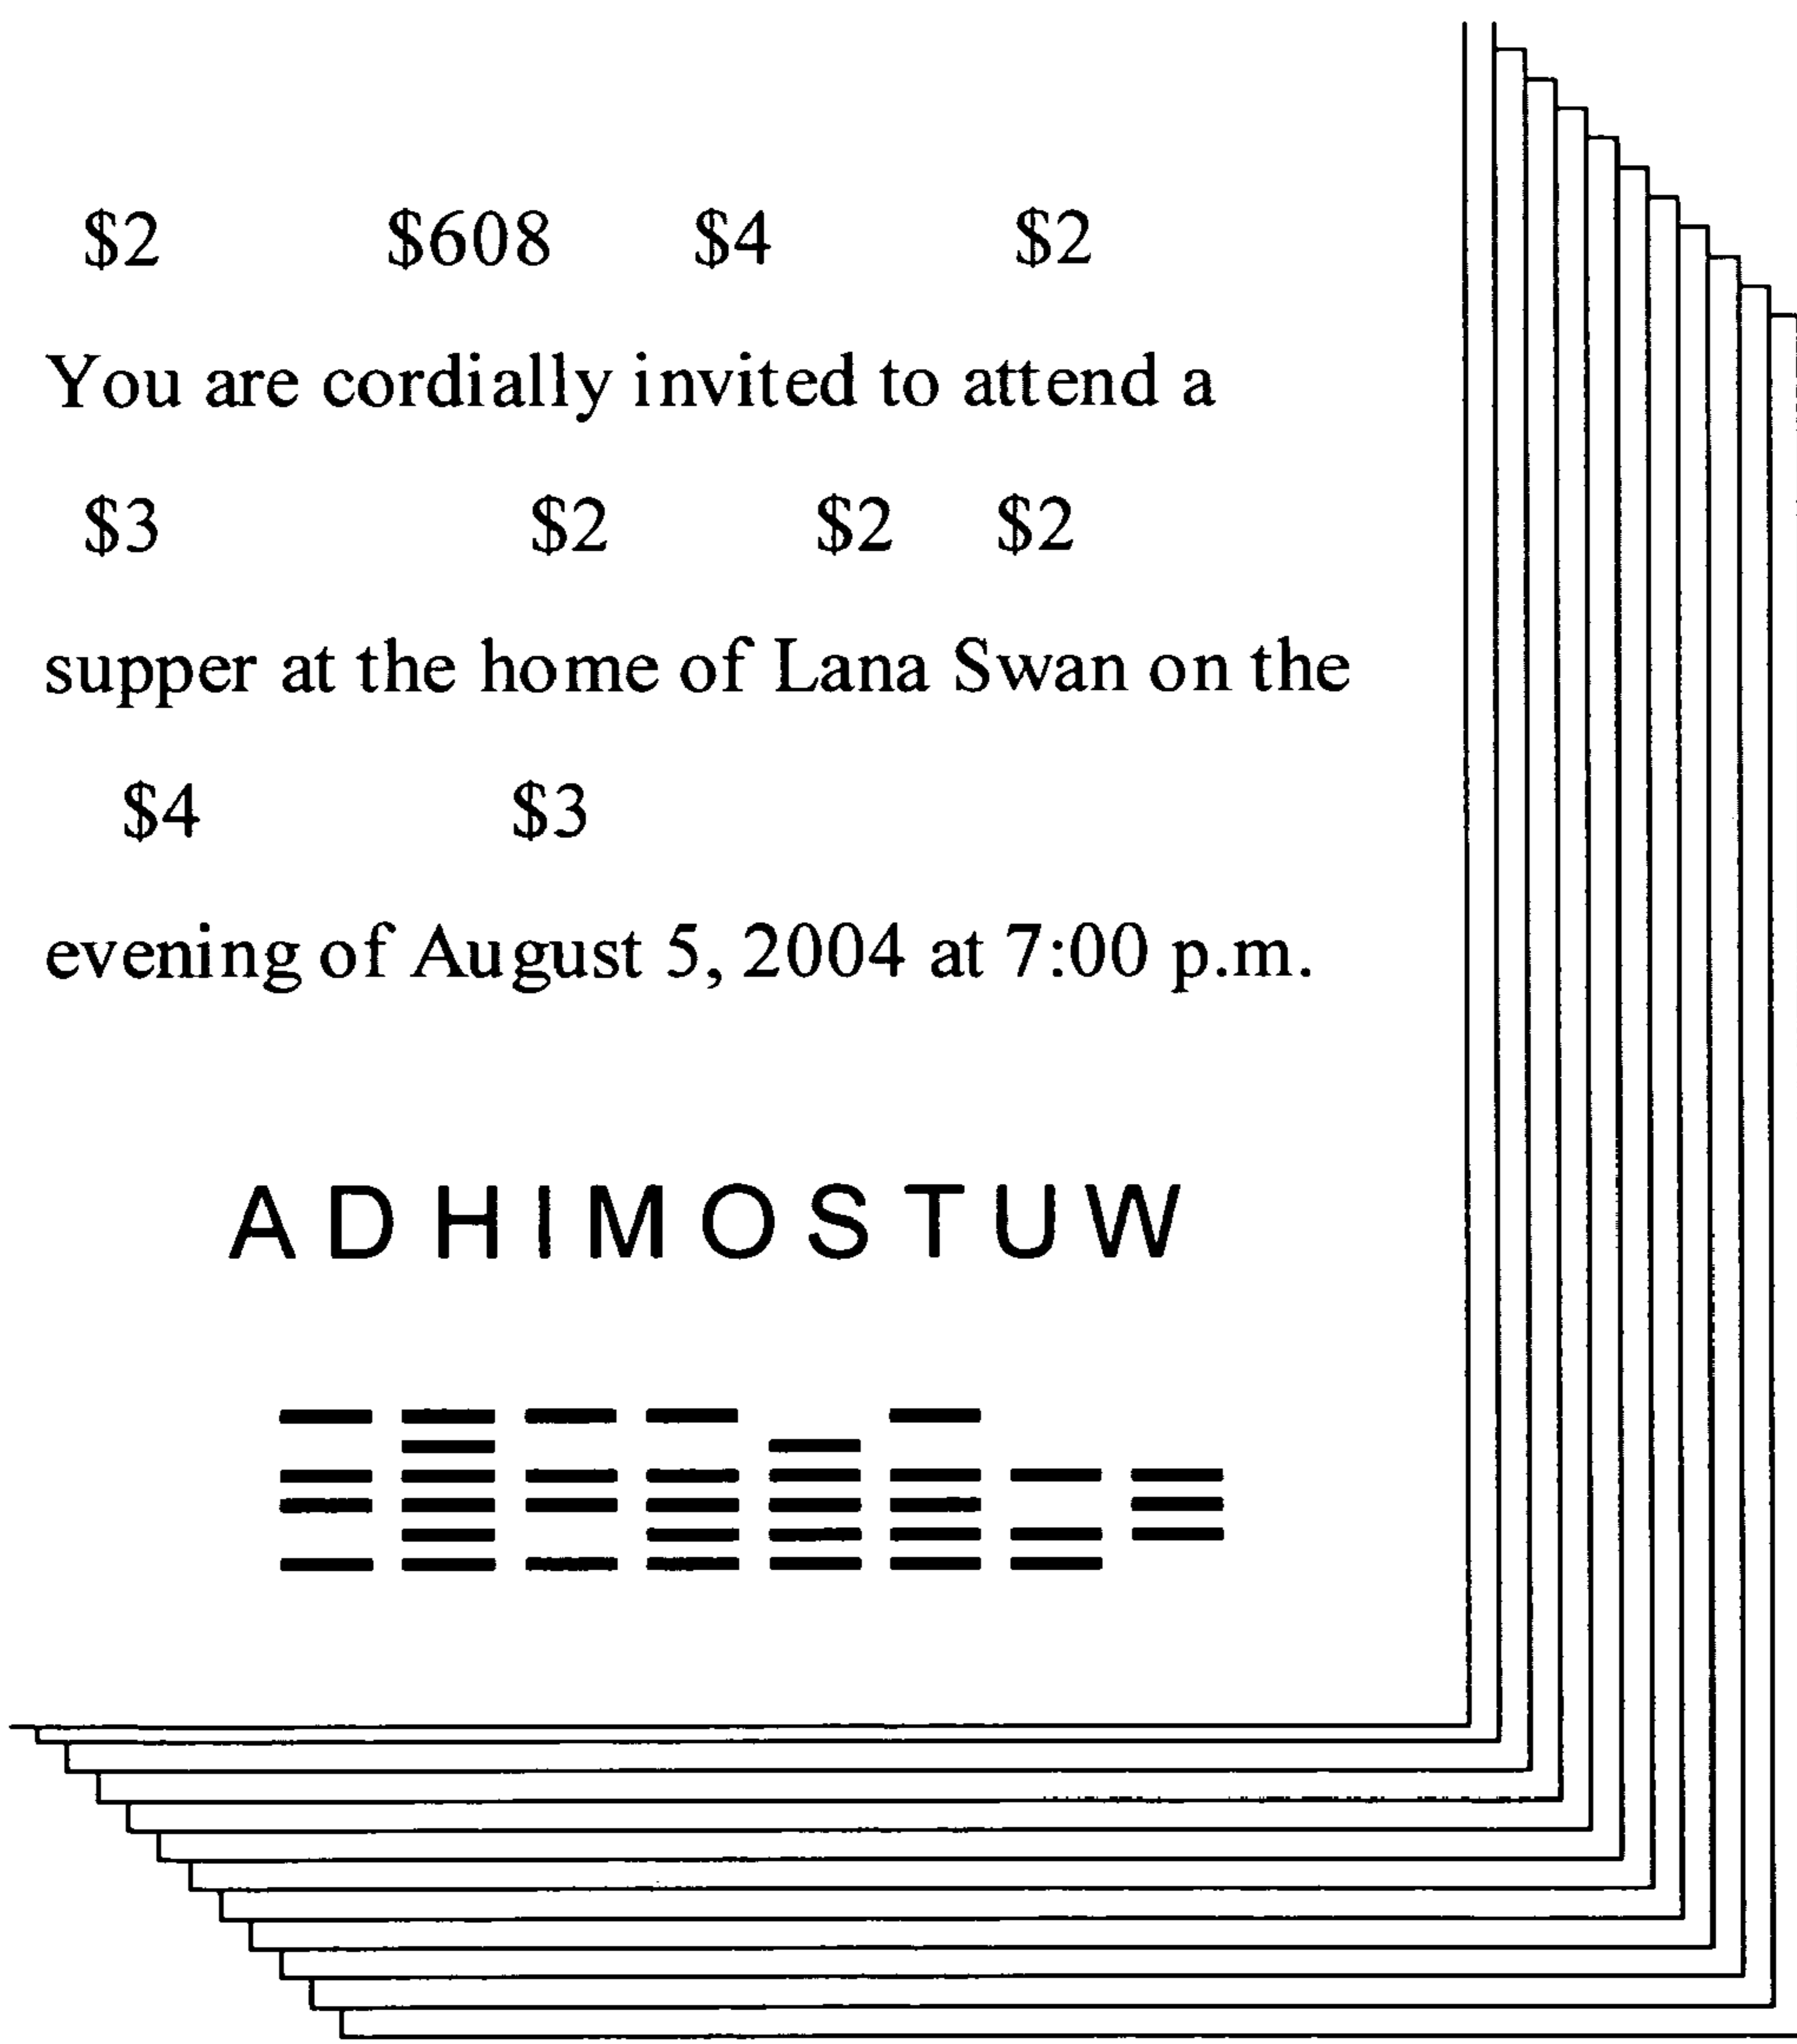 $2 $608 $4 $2
You are cordially invited to attend a
$3 $2 $2 $2
supper at the home of Lana Swan on the
$4 $3
evening of August 5, 2004 at 7:00 p.m.
A D H I M O S T U W